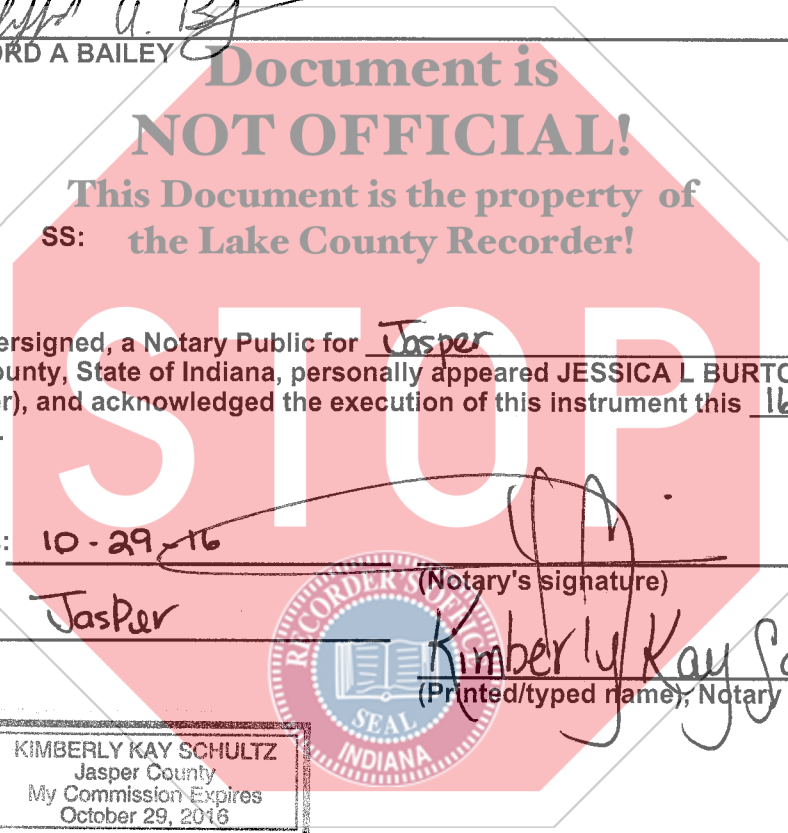 ORD A BAILEY
Document is
NOT OFFICIAL!
This Document is the property of
SS: the Lake County Recorder!
STOP
ersigned, a Notary Public for Jasper
ounty, State of Indiana, personally appeared JESSICA L BURTO
er), and acknowledged the execution of this instrument this 16
: 10-29-16
(Notary's signature)
Jasper
Kimberly Kay Sc
(Printed/typed name), Notary
RECORDER'S OFFICE
SEAL
INDIANA
KIMBERLY KAY SCHULTZ
Jasper County
My Commission Expires
October 29, 2016